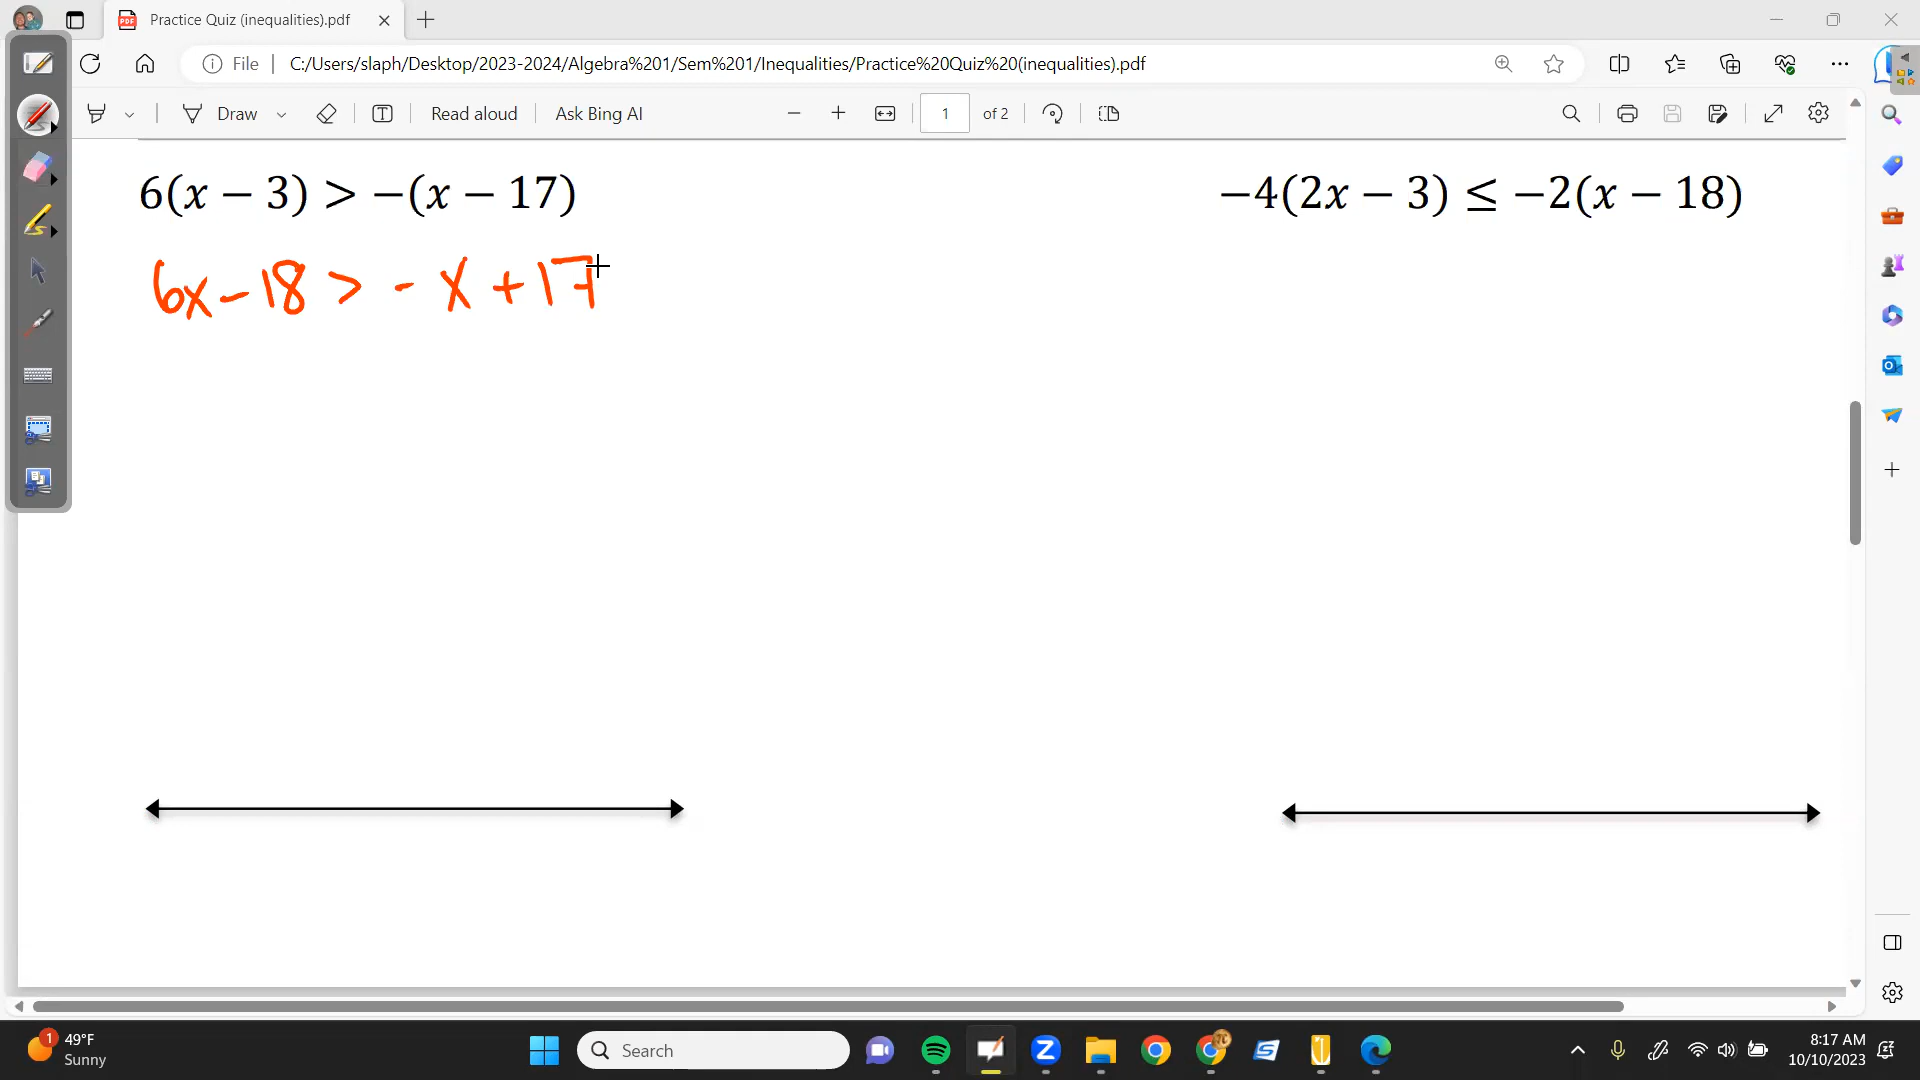 Practice Quiz (inequalities).pdf
File
C:/Users/slaph/Desktop/2023-2024/Algebra%201/Sem%201/Inequalities/Practice%20Quiz%20(inequalities).pdf
Draw Read aloud Ask Bing AI 1 of 2
6(x − 3) > −(x − 17)
−4(2x − 3) ≤ −2(x − 18)
6x - 18 > - x + 17
1
49°F
Sunny
Search
8:17 AM
10/10/2023